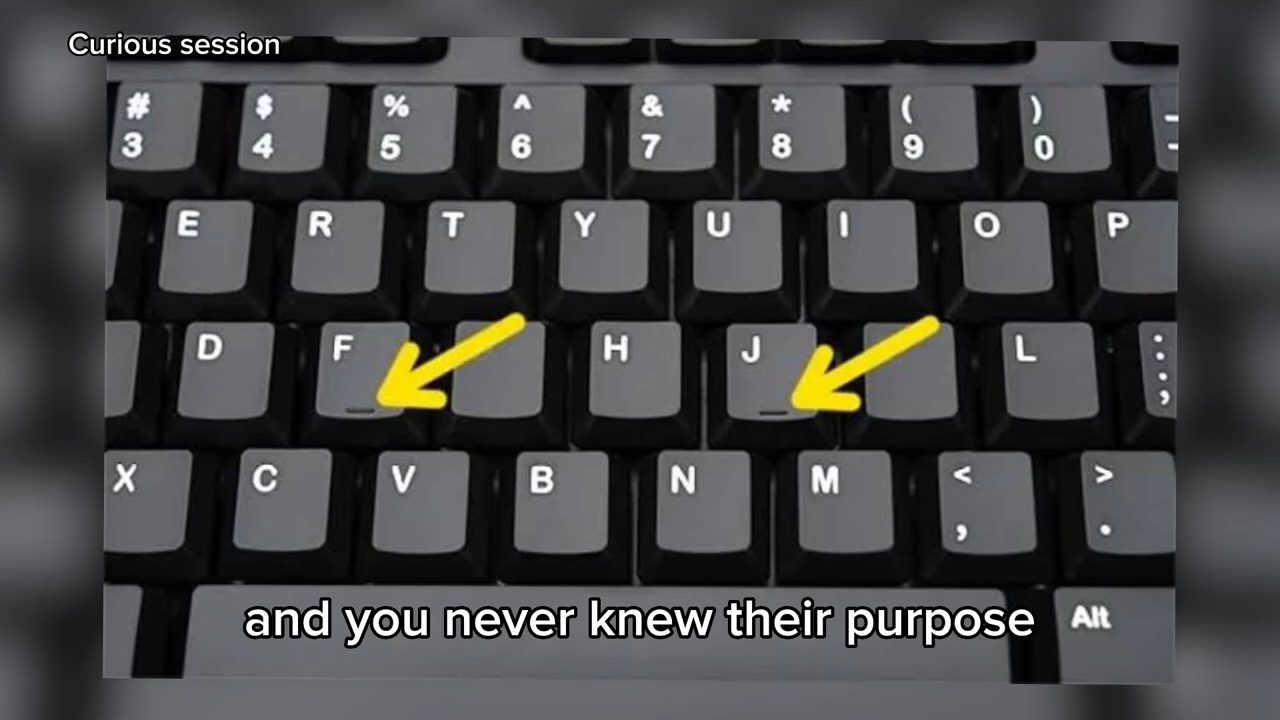 Curious session
# $ % ^ & * ( )
3 4 5 6 7 8 9 0
E R T Y U I O P
D F H J L :
;
X C V B N M < >
, .
and you never knew their purpose
Alt